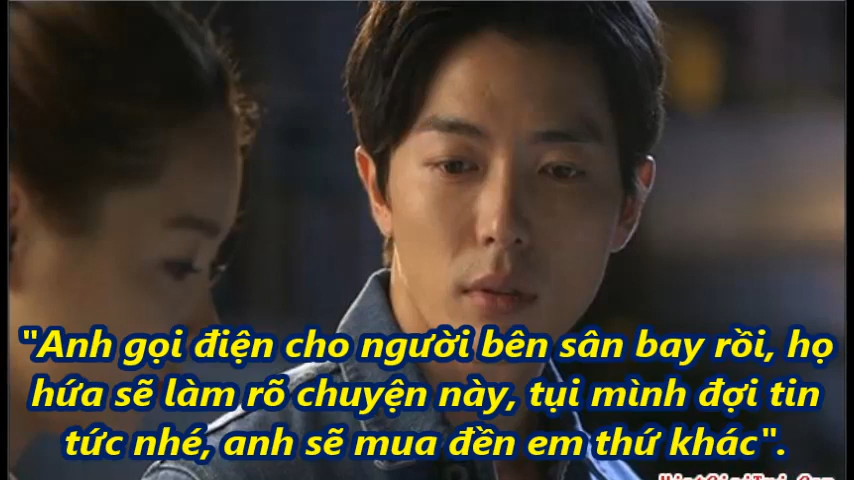 "Anh gọi điện cho người bên sân bay rồi, họ
hứa sẽ làm rõ chuyện này, tụi mình đợi tin
tức nhé, anh sẽ mua đền em thứ khác".